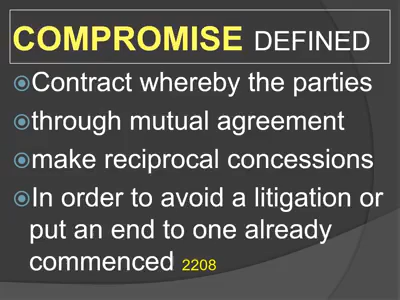 COMPROMISE DEFINED
Contract whereby the parties
through mutual agreement
make reciprocal concessions
In order to avoid a litigation or
put an end to one already
commenced 2208